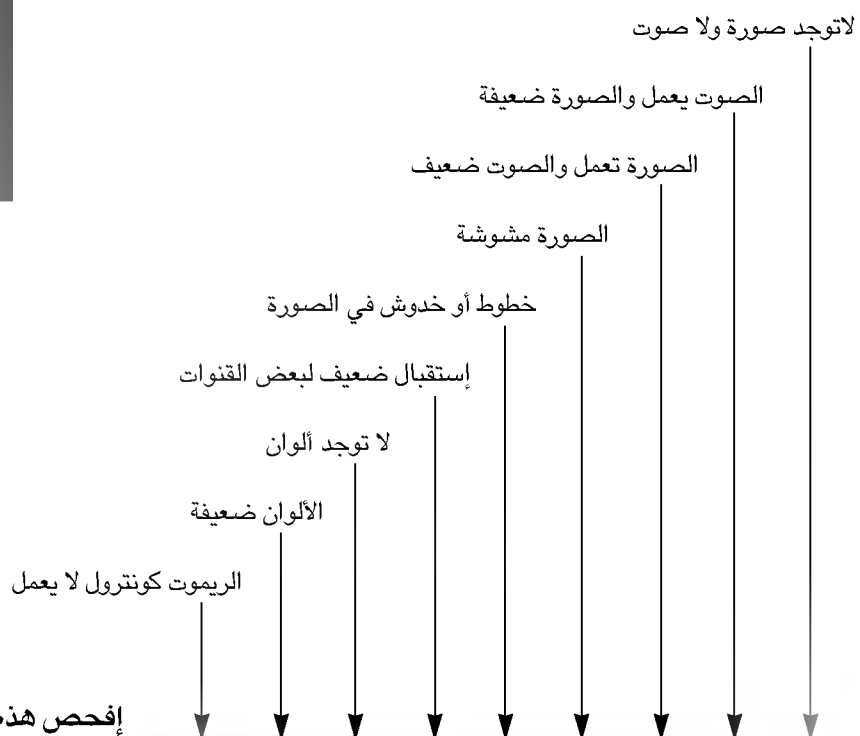 لاتوجد صورة ولا صوت
الصوت يعمل والصورة ضعيفة
الصورة تعمل والصوت ضعيف
الصورة مشوشة
خطوط أو خدوش في الصورة
إستقبال ضعيف لبعض القنوات
لا توجد ألوان
الألوان ضعيفة
الريموت كونترول لا يعمل
إفحص